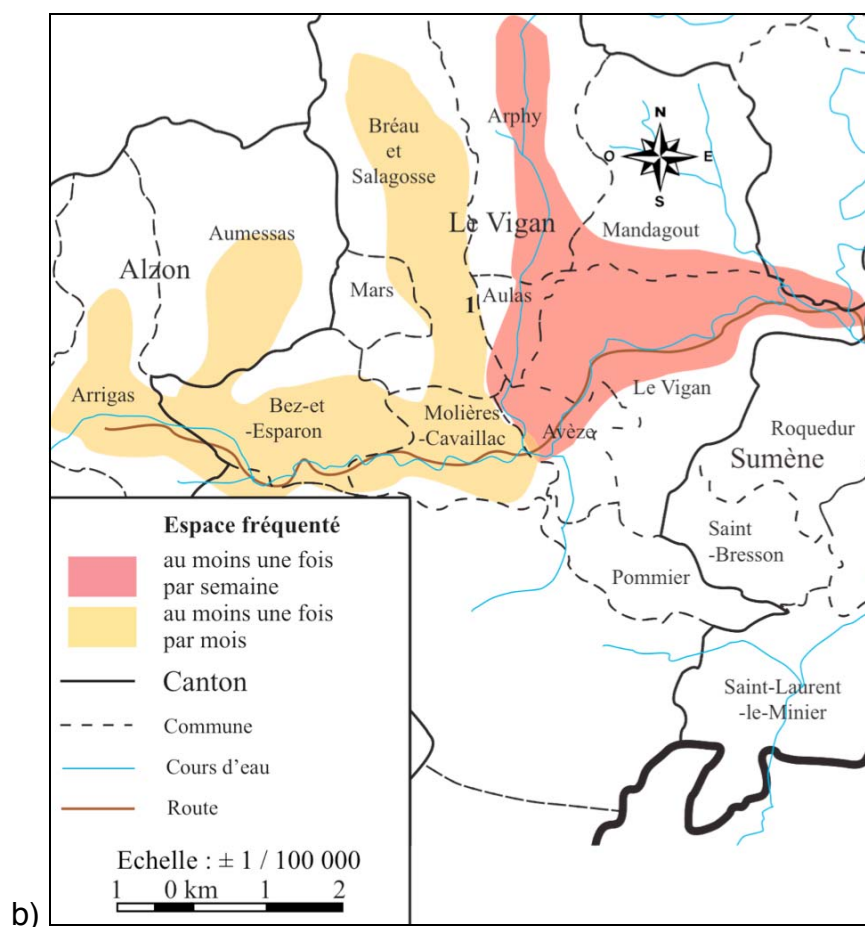 Arphy
Bréau
et
Salagosse
N
O
E
S
Le Vigan
Mandagout
Aumessas
Alzon
Mars
1
Aulas
Arrigas
Bez-et
-Esparon
Molières
-Cavaillac
Avèze
Le Vigan
Roquedur
Sumène
Saint
-Bresson
Pommier
Saint-Laurent
-le-Minier
Espace fréquenté
au moins une fois
par semaine
au moins une fois
par mois
Canton
Commune
Cours d'eau
Route
Echelle : ± 1 / 100 000
1 0 km 1 2
b)